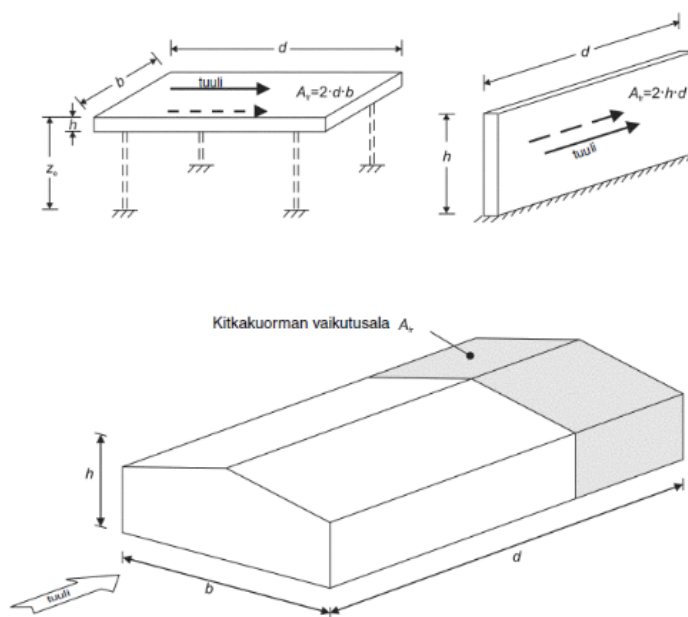 d
b
tuuli
A_fr=2·d·b
h
z_e
d
A_fr=2·h·d
h
tuuli
Kitkakuorman vaikutusala A_fr
h
d
b
tuuli